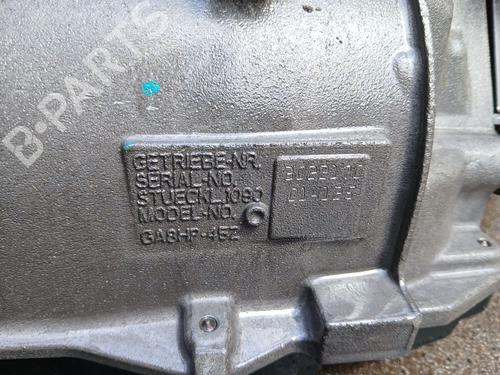 B-PARTS
GETRIEBE-NR.
SERIAL-NO.
STUECKL.1090
MODEL-NO.
GA8HP-45Z